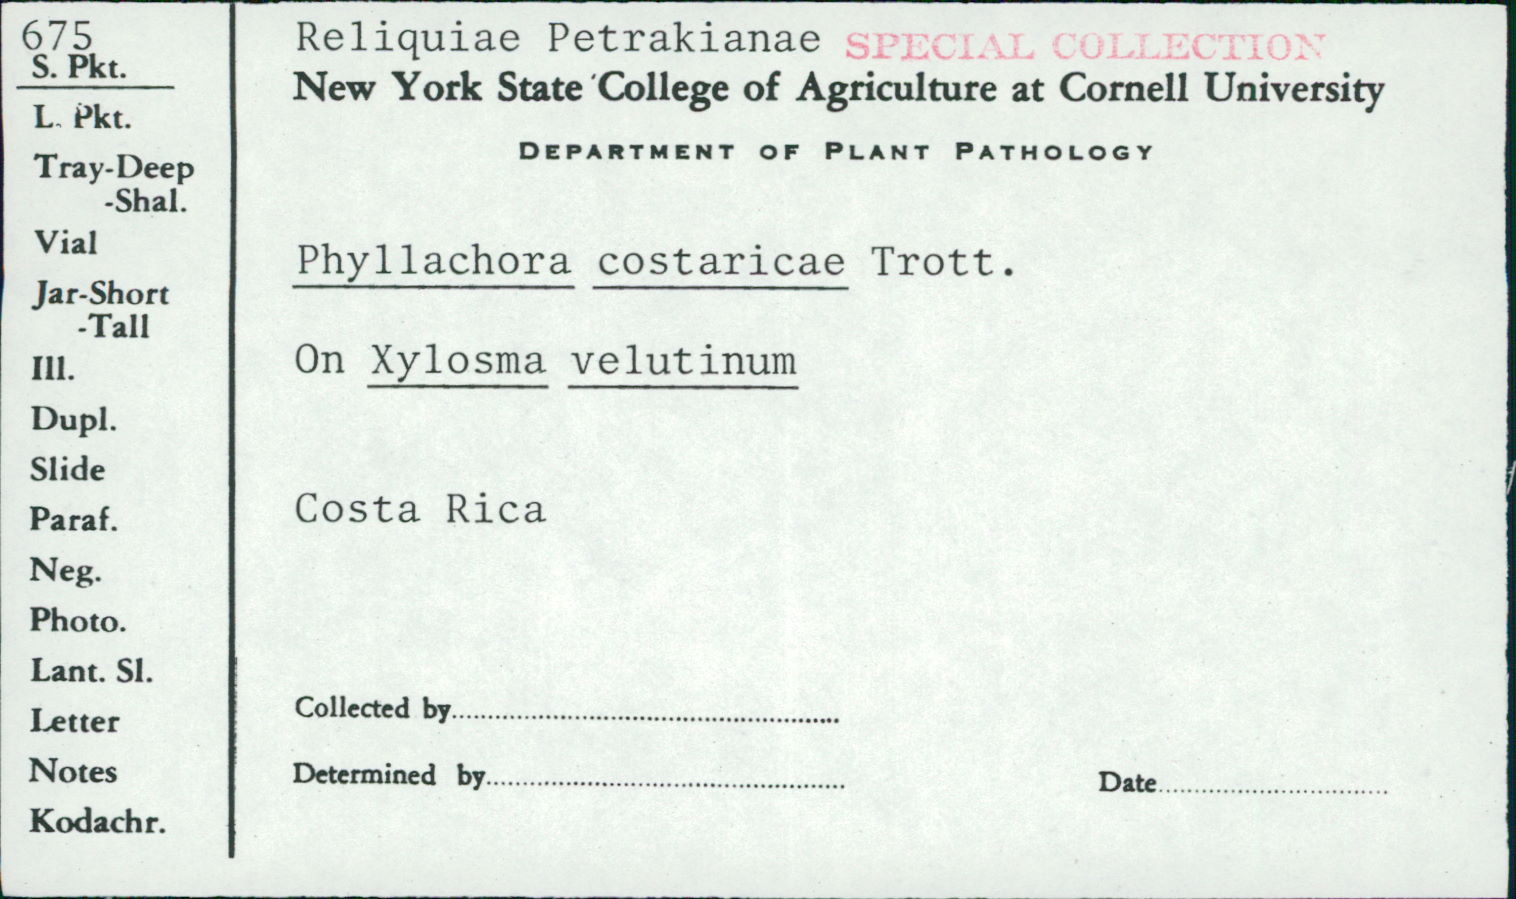 675
S. Pkt.
L. Pkt.
Tray-Deep
-Shal.
Vial
Jar-Short
-Tall
Ill.
Dupl.
Slide
Paraf.
Neg.
Photo.
Lant. Sl.
Letter
Notes
Kodachr.
Reliquiae Petrakianae SPECIAL COLLECTION
New York State College of Agriculture at Cornell University
DEPARTMENT OF PLANT PATHOLOGY
Phyllachora costaricae Trott.
On Xylosma velutinum
Costa Rica
Collected by
Determined by
Date